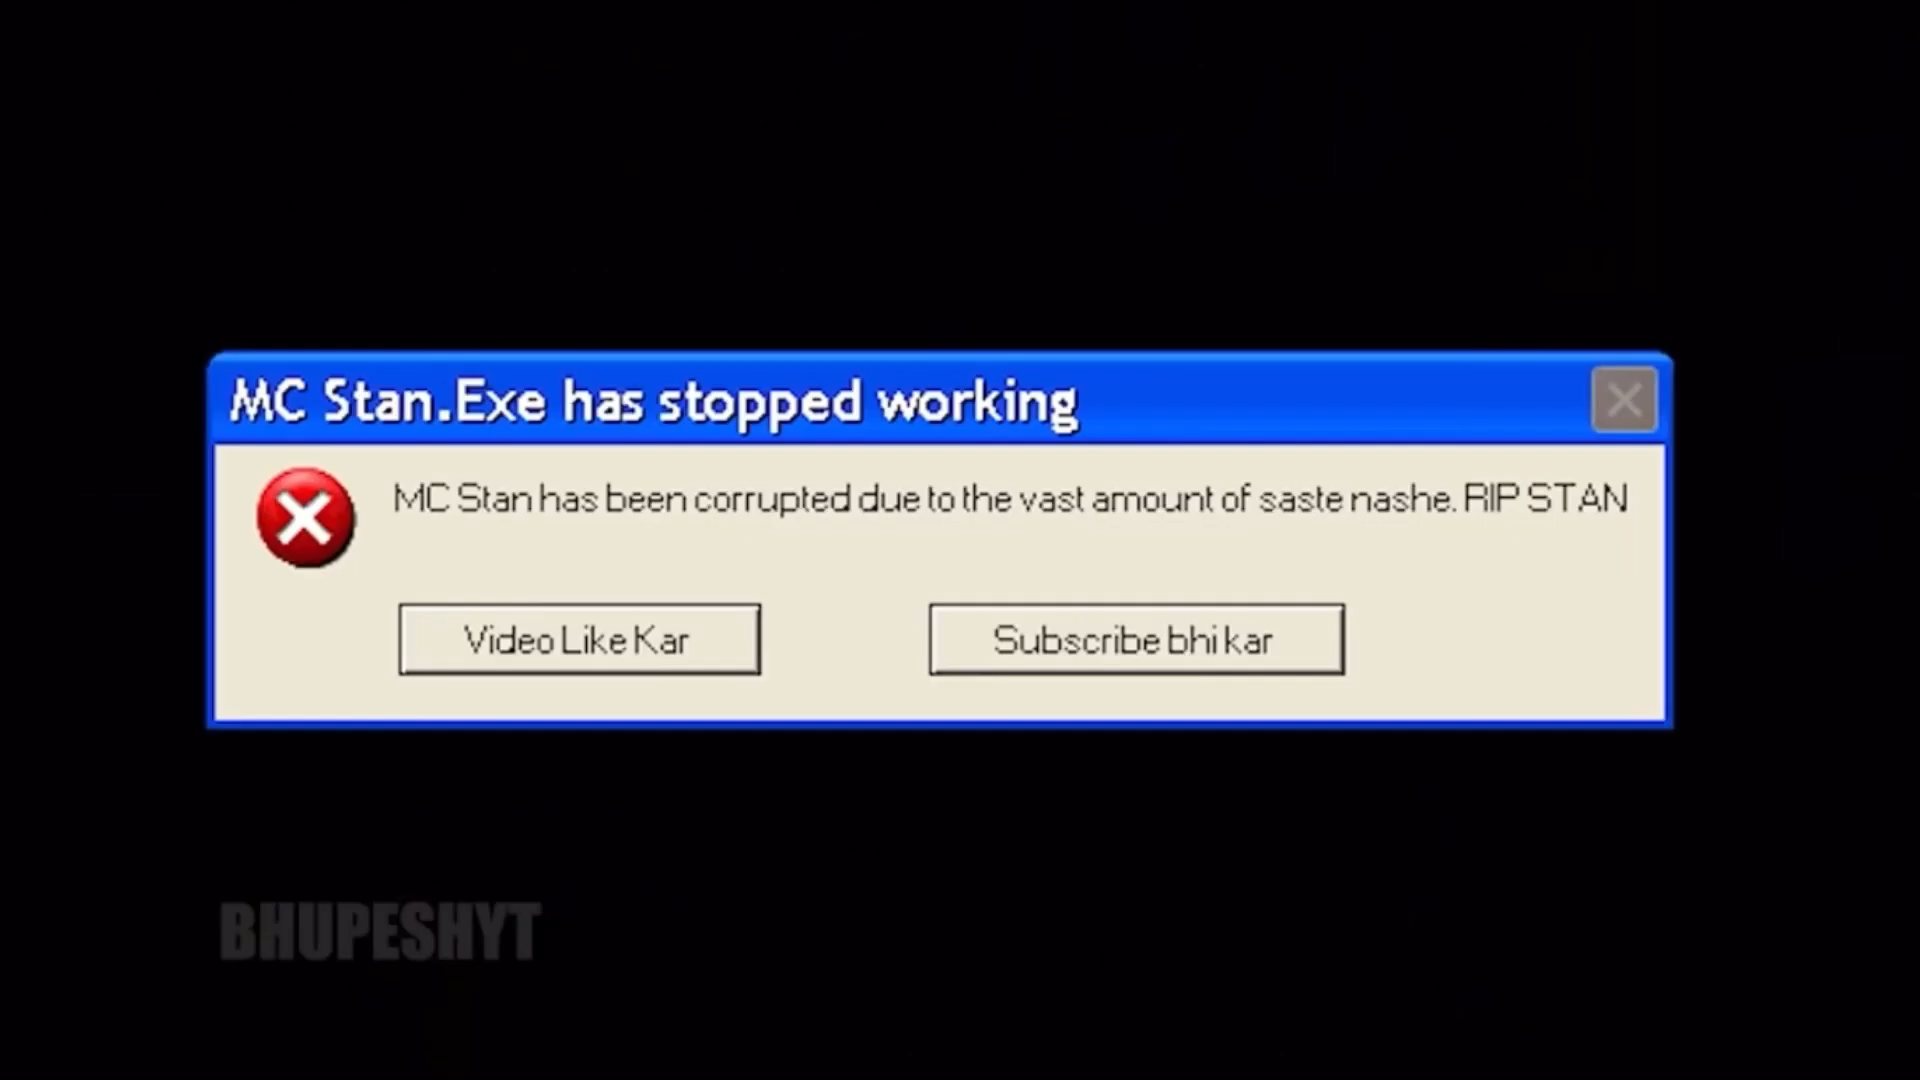 MC Stan.Exe has stopped working
MC Stan has been corrupted due to the vast amount of saste nashe. RIP STAN
Video Like Kar
Subscribe bhi kar
BHUPESHYT